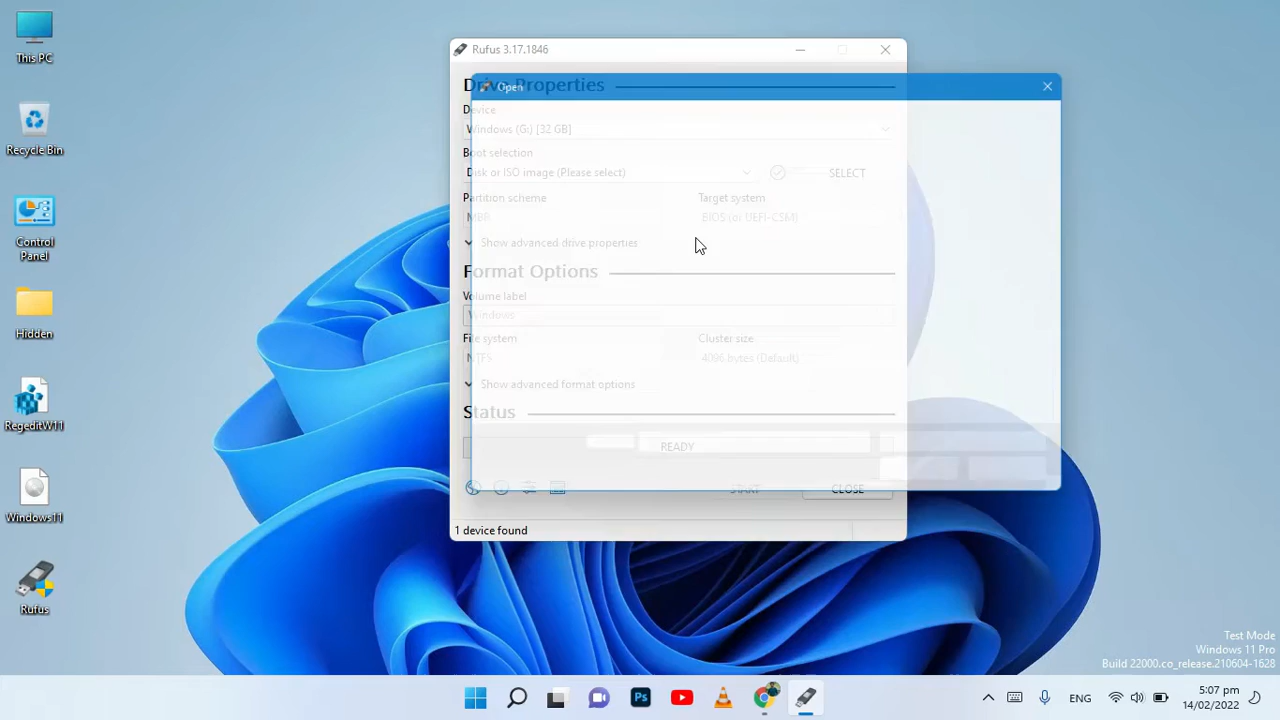 This PC
Recycle Bin
Control
Panel
Hidden
RegeditW11
Windows11
Rufus
Rufus 3.17.1846
Open
Drive Properties
Device
Windows (G:) [32 GB]
Boot selection
Disk or ISO image (Please select)
SELECT
Partition scheme
Target system
MBR
BIOS (or UEFI-CSM)
Show advanced drive properties
Format Options
Volume label
Windows
File system
Cluster size
NTFS
4096 bytes (Default)
Show advanced format options
Status
READY
START
CLOSE
1 device found
Test Mode
Windows 11 Pro
Build 22000.co_release.210604-1628
Ps
ENG
5:07 pm
14/02/2022